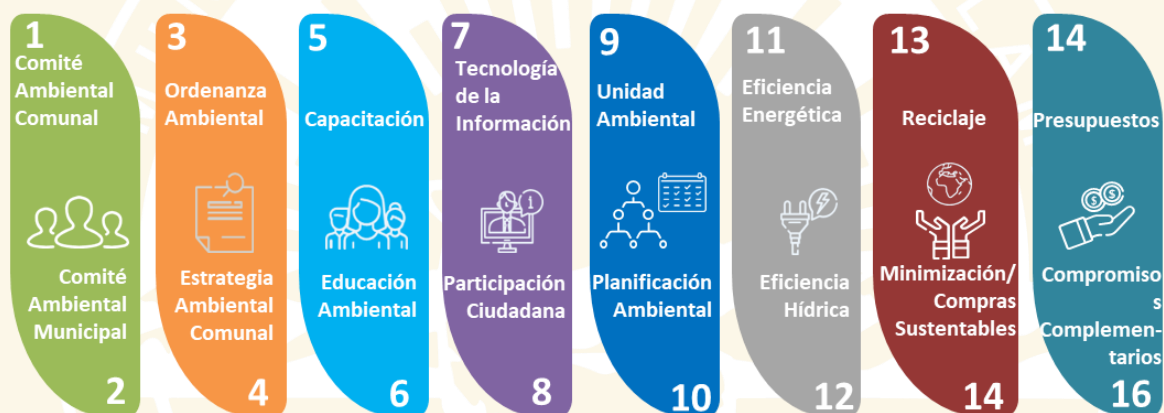 1
Comité
Ambiental
Comunal
Comité
Ambiental
Municipal
2
3
Ordenanza
Ambiental
Estrategia
Ambiental
Comunal
4
5
Capacitación
Educación
Ambiental
6
7
Tecnología
de la
Información
1
Participación
Ciudadana
8
9
Unidad
Ambiental
Planificación
Ambiental
10
11
Eficiencia
Energética
Eficiencia
Hídrica
12
13
Reciclaje
Minimización/
Compras
Sustentables
14
14
Presupuestos
$ $
Compromiso
s
Complemen-
tarios
16